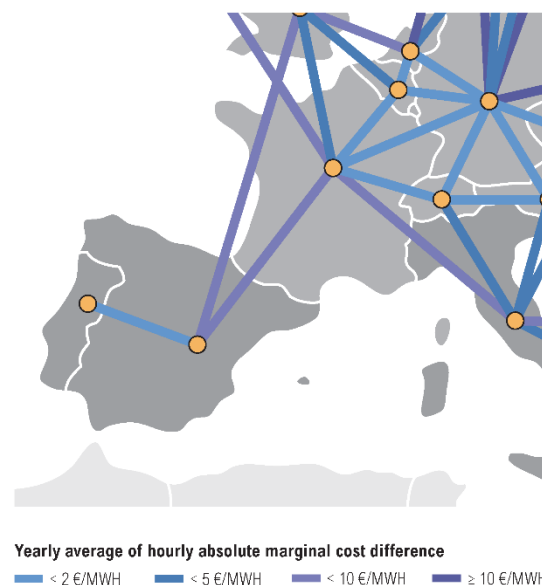 Yearly average of hourly absolute marginal cost difference
< 2 €/MWH < 5 €/MWH < 10 €/MWH ≥ 10 €/MWH